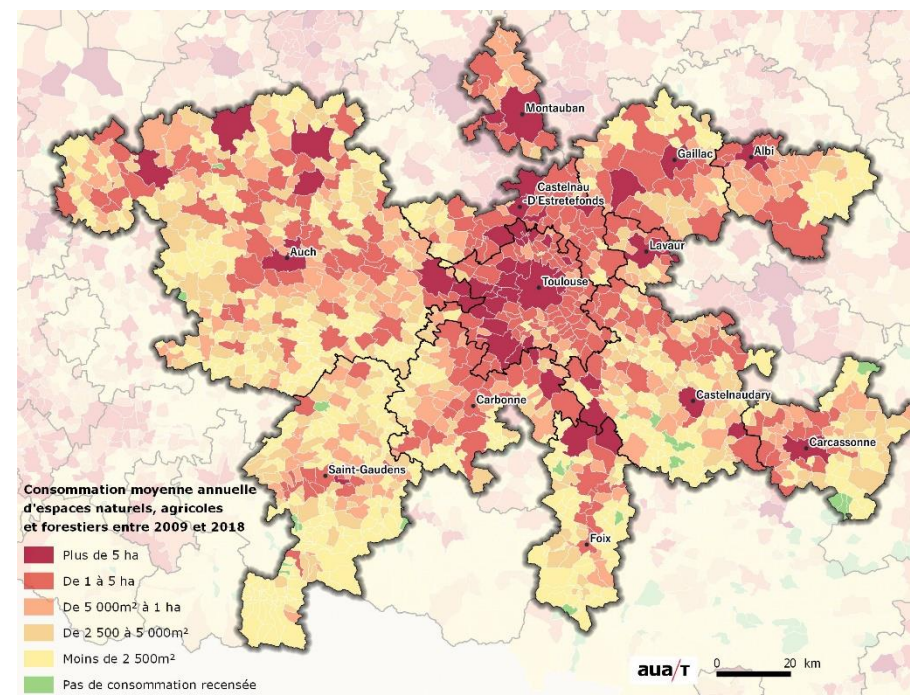 Montauban
Gaillac
Albi
Castelnau
-D'Estretefonds
Lavaur
Auch
Toulouse
Castelnaudary
Carbonne
Carcassonne
Saint-Gaudens
Foix
Consommation moyenne annuelle
d'espaces naturels, agricoles
et forestiers entre 2009 et 2018
Plus de 5 ha
De 1 à 5 ha
De 5 000m² à 1 ha
De 2 500 à 5 000m²
Moins de 2 500m²
Pas de consommation recensée
aua/T
0 20 km